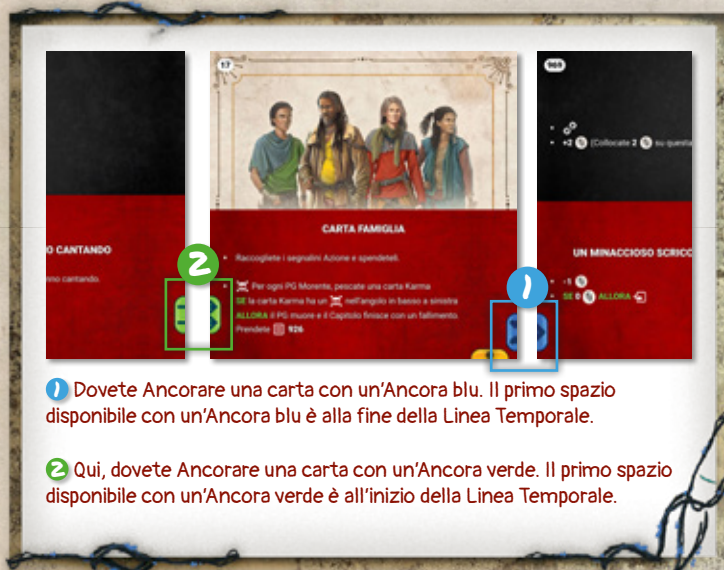 17
969
+2 (Collocate 2 su questa
O CANTANDO
nno cantando.
CARTA FAMIGLIA
Raccogliete i segnalini Azione e spendeteli.
Per ogni PG Morente, pescate una carta Karma
SE la carta Karma ha un nell'angolo in basso a sinistra
ALLORA il PG muore e il Capitolo finisce con un fallimento.
Prendete 926
UN MINACCIOSO SCRICC
-1
SE 0 ALLORA
2
1
1 Dovete Ancorare una carta con un'Ancora blu. Il primo spazio
disponibile con un'Ancora blu è alla fine della Linea Temporale.
2 Qui, dovete Ancorare una carta con un'Ancora verde. Il primo spazio
disponibile con un'Ancora verde è all'inizio della Linea Temporale.